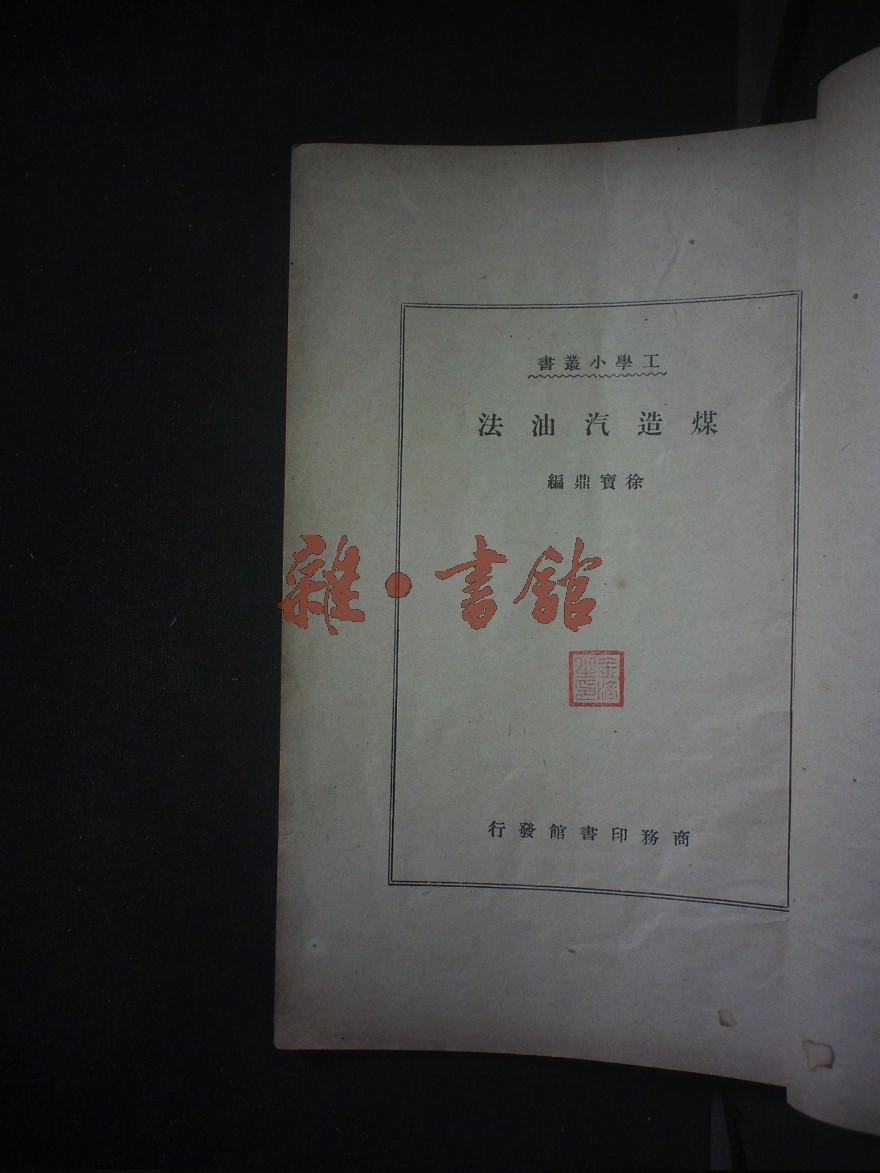 工學小叢書
煤造汽油法
徐寶鼎編
雜·書館
商務印書館發行